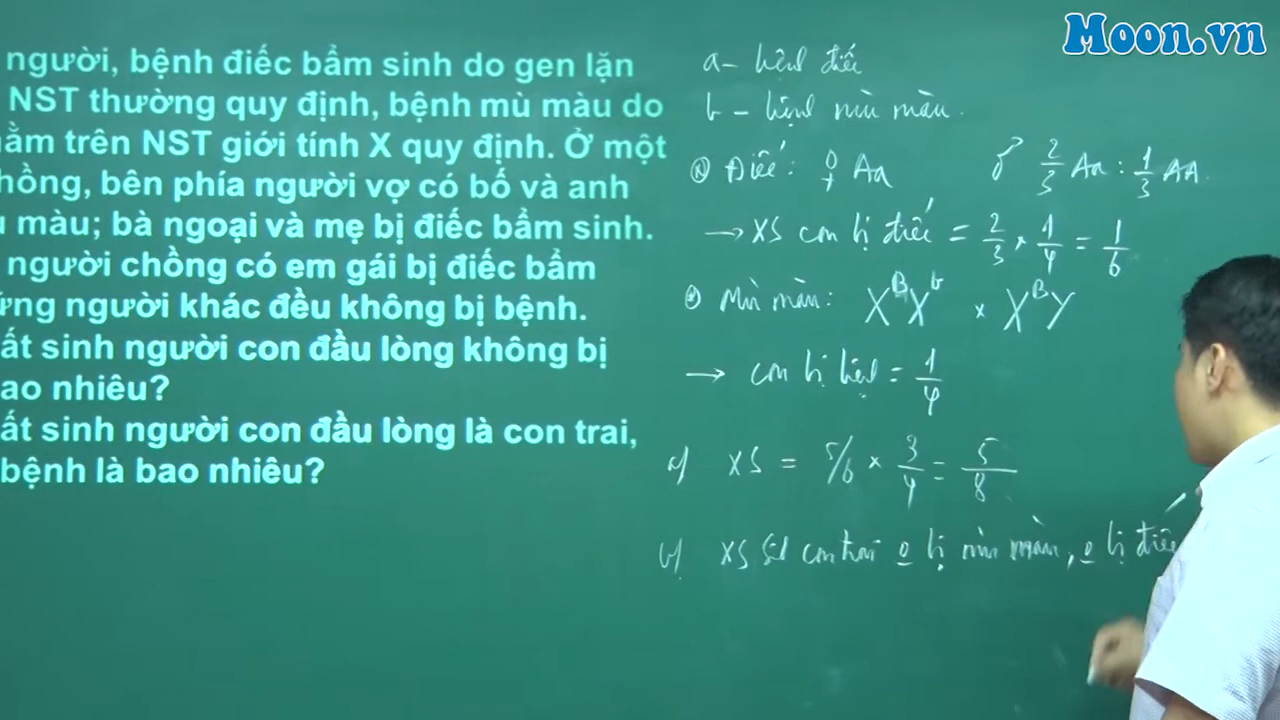 Moon.vn
người, bệnh điếc bẩm sinh do gen lặn
NST thường quy định, bệnh mù màu do
nằm trên NST giới tính X quy định. Ở một
hồng, bên phía người vợ có bố và anh
ù màu; bà ngoại và mẹ bị điếc bẩm sinh.
người chồng có em gái bị điếc bẩm
ững người khác đều không bị bệnh.
ất sinh người con đầu lòng không bị
ao nhiêu?
ất sinh người con đầu lòng là con trai,
bệnh là bao nhiêu?
a - bệnh điếc
b - bệnh mù màu.
Điếc: ♀ Aa ♂ 2/3 Aa : 1/3 AA.
→ XS con bị điếc = 2/3 × 1/4 = 1/6
Mù màu: X^B X^b × X^B Y
→ con bị bệnh = 1/4
a) XS = 5/6 × 3/4 = 5/8
b) XS sinh con trai o bị mù màu, o bị điếc